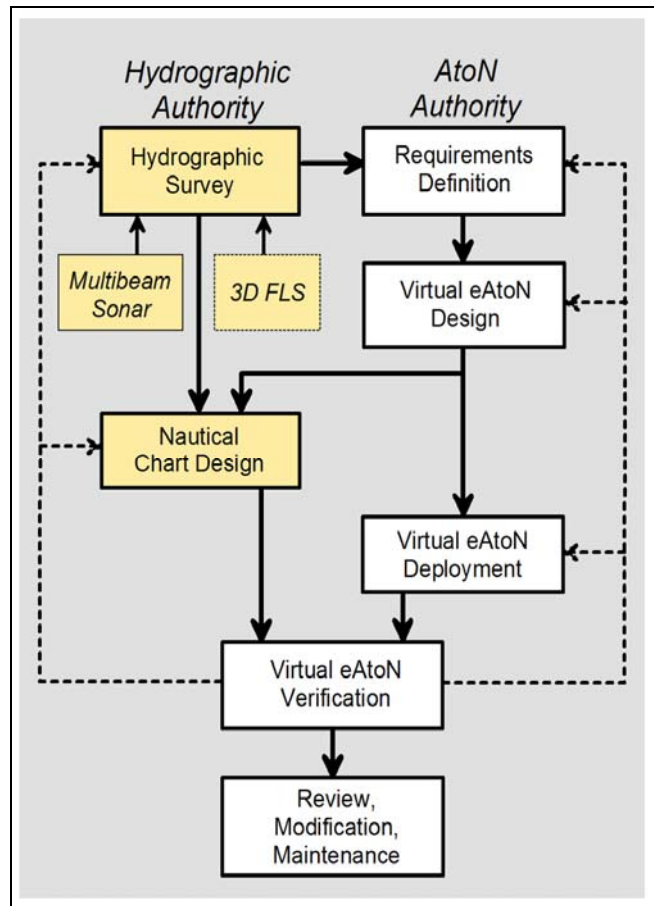 Hydrographic
Authority
AtoN
Authority
Hydrographic
Survey
Requirements
Definition
Multibeam
Sonar
3D FLS
Virtual eAtoN
Design
Nautical
Chart Design
Virtual eAtoN
Deployment
Virtual eAtoN
Verification
Review,
Modification,
Maintenance